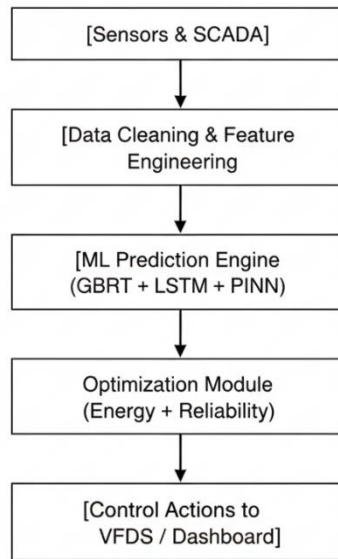 [Sensors & SCADA]
[Data Cleaning & Feature
Engineering
[ML Prediction Engine
(GBRT + LSTM + PINN)
Optimization Module
(Energy + Reliability)
[Control Actions to
VFDS / Dashboard]